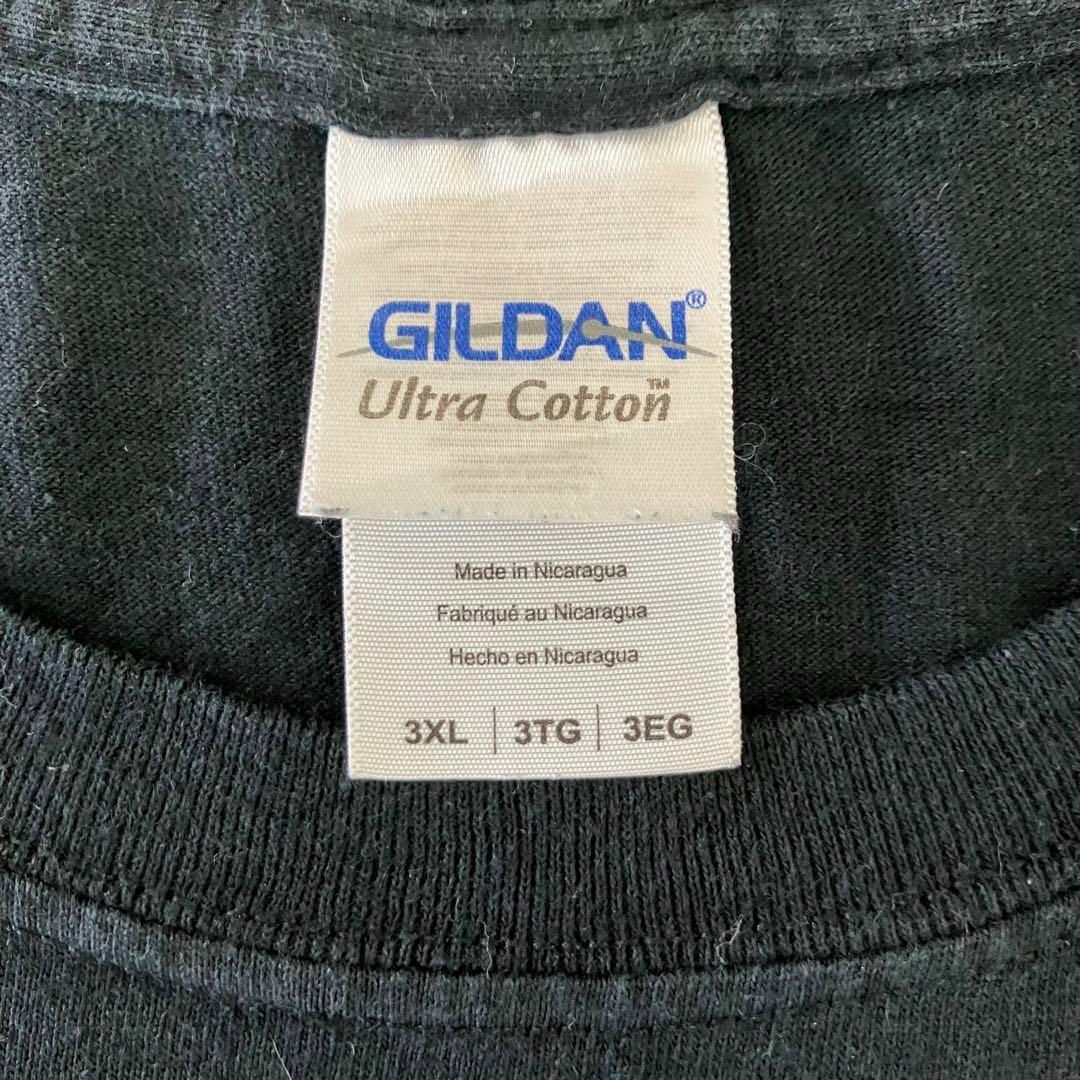 GILDAN®
Ultra Cotton™
Made in Nicaragua
Fabriqué au Nicaragua
Hecho en Nicaragua
3XL | 3TG | 3EG